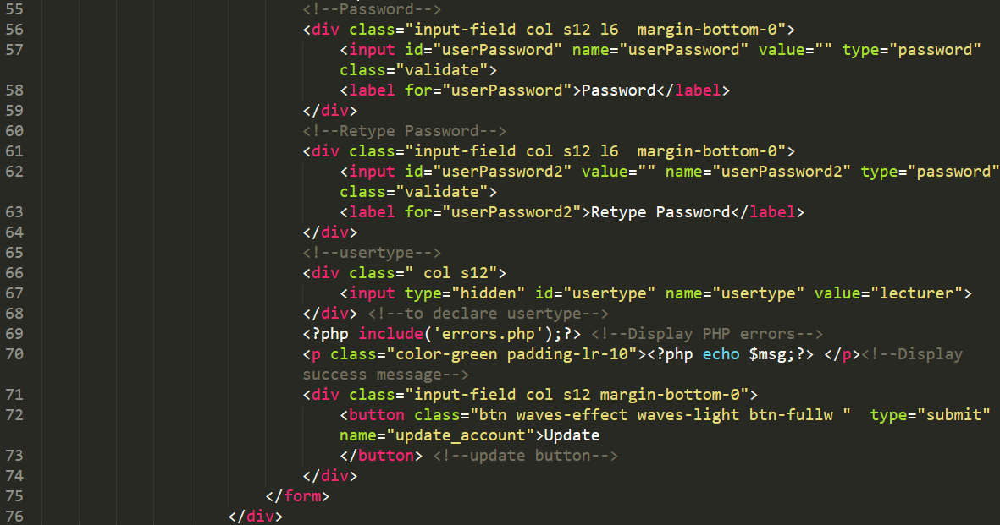 55 <!--Password-->
56 <div class="input-field col s12 l6  margin-bottom-0">
57 <input id="userPassword" name="userPassword" value="" type="password"
class="validate">
58 <label for="userPassword">Password</label>
59 </div>
60 <!--Retype Password-->
61 <div class="input-field col s12 l6  margin-bottom-0">
62 <input id="userPassword2" value="" name="userPassword2" type="password"
class="validate">
63 <label for="userPassword2">Retype Password</label>
64 </div>
65 <!--usertype-->
66 <div class=" col s12">
67 <input type="hidden" id="usertype" name="usertype" value="lecturer">
68 </div> <!--to declare usertype-->
69 <?php include('errors.php');?> <!--Display PHP errors-->
70 <p class="color-green padding-lr-10"><?php echo $msg;?> </p><!--Display
success message-->
71 <div class="input-field col s12 margin-bottom-0">
72 <button class="btn waves-effect waves-light btn-fullw "  type="submit"
name="update_account">Update
73 </button> <!--update button-->
74 </div>
75 </form>
76 </div>